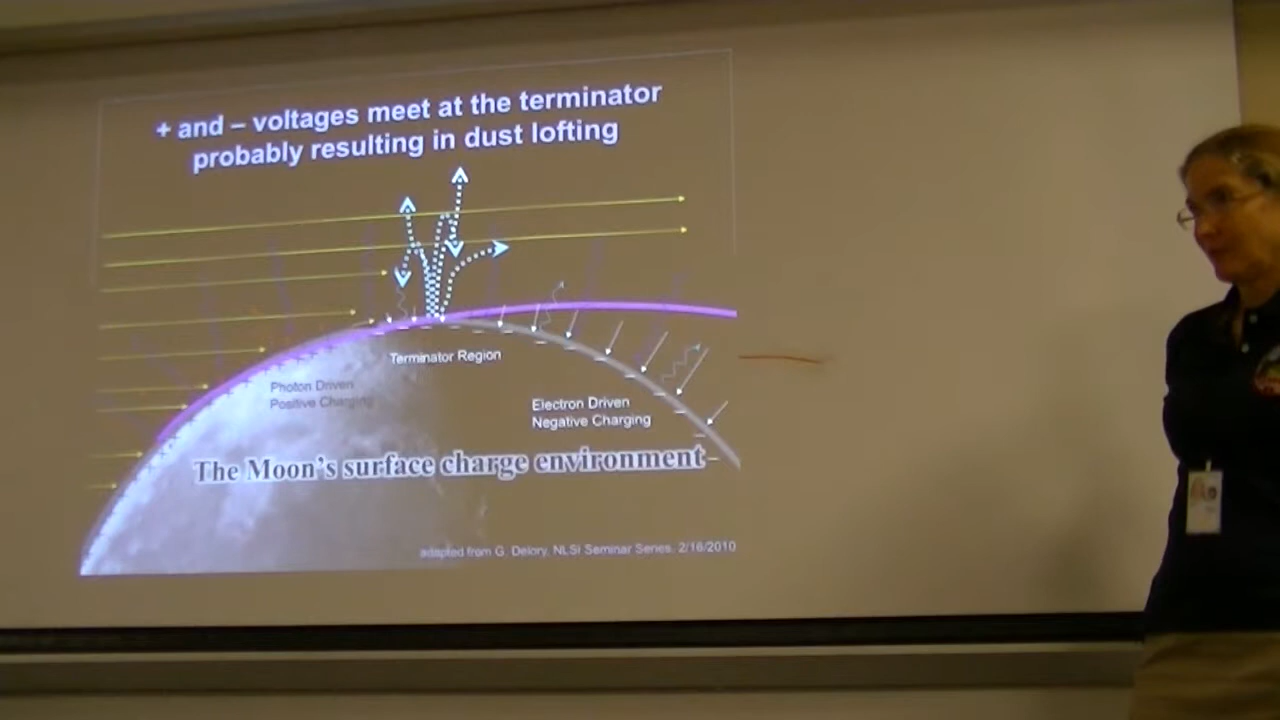 + and – voltages meet at the terminator
probably resulting in dust lofting
Terminator Region
Photon Driven
Positive Charging
Electron Driven
Negative Charging
The Moon's surface charge environment
adapted from G. Delory, NLSI Seminar Series, 2/16/2010